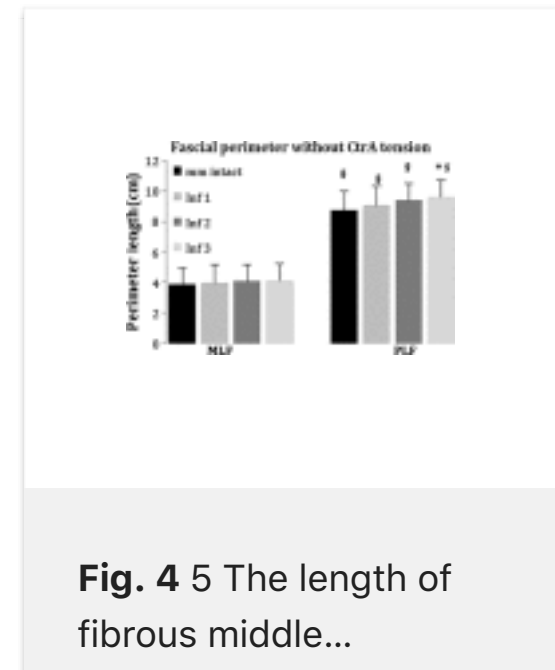 Fascial perimeter without CtrA tension
Perimeter length (cm)
12
10
8
6
4
2
0
mm intact
Inf 1
Inf 2
Inf 3
§
§
§
* §
MLF
PLF
Fig. 4 5 The length of
fibrous middle...